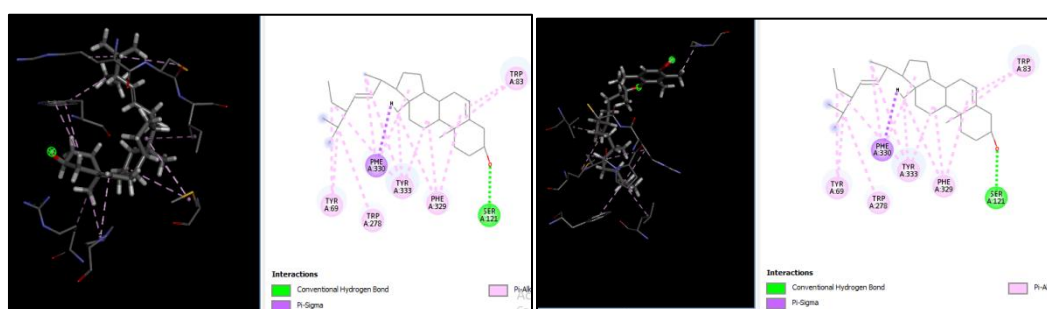 TRP
A:83
PHE
A:330
TYR
A:333
PHE
A:329
TYR
A:69
TRP
A:278
SER
A:121
Interactions
Conventional Hydrogen Bond
Pi-Sigma
TRP
A:83
PHE
A:330
TYR
A:333
PHE
A:329
TYR
A:69
TRP
A:278
SER
A:121
Interactions
Conventional Hydrogen Bond
Pi-Sigma